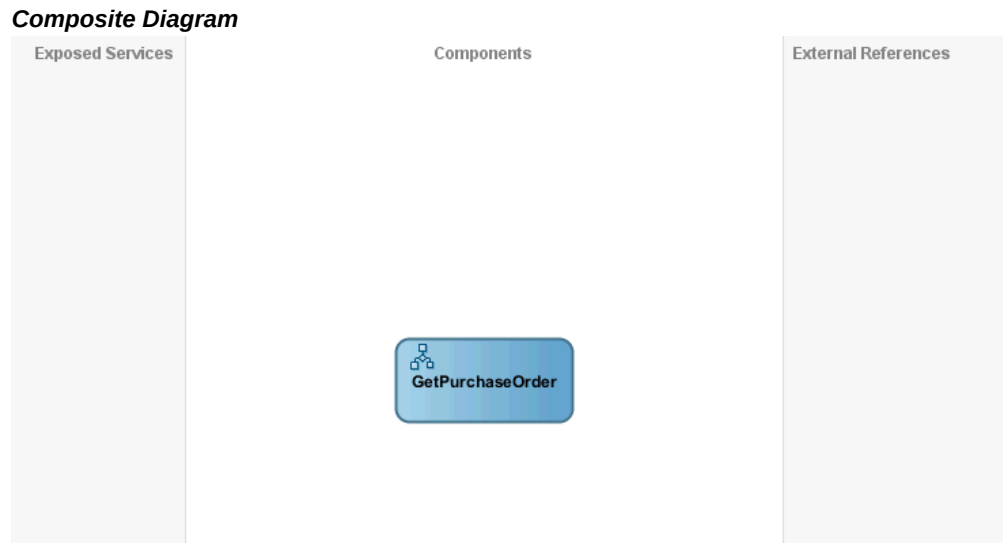 Composite Diagram
Exposed Services
Components
External References
GetPurchaseOrder